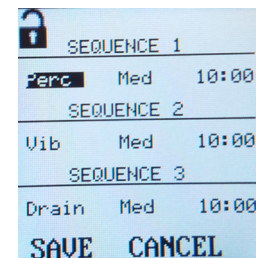 SEQUENCE 1
Perc Med 10:00
SEQUENCE 2
Vib Med 10:00
SEQUENCE 3
Drain Med 10:00
SAVE CANCEL